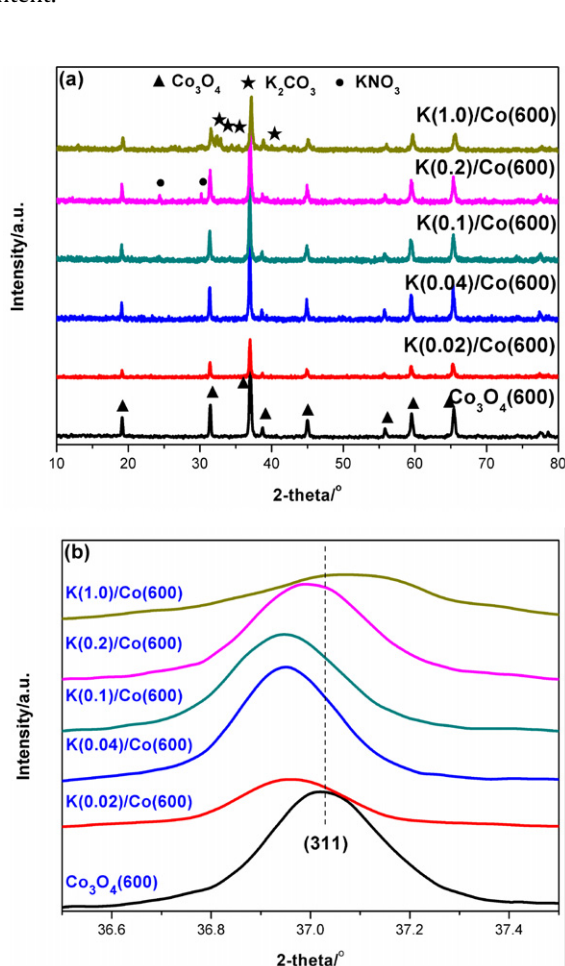 (a) ▲ Co₃O₄ ★ K₂CO₃ ● KNO₃
K(1.0)/Co(600)
K(0.2)/Co(600)
K(0.1)/Co(600)
K(0.04)/Co(600)
K(0.02)/Co(600)
Co₃O₄(600)
Intensity/a.u.
10 20 30 40 50 60 70 80
2-theta/°
(b)
K(1.0)/Co(600)
K(0.2)/Co(600)
K(0.1)/Co(600)
K(0.04)/Co(600)
K(0.02)/Co(600)
(311)
Co₃O₄(600)
Intensity/a.u.
36.6 36.8 37.0 37.2 37.4
2-theta/°